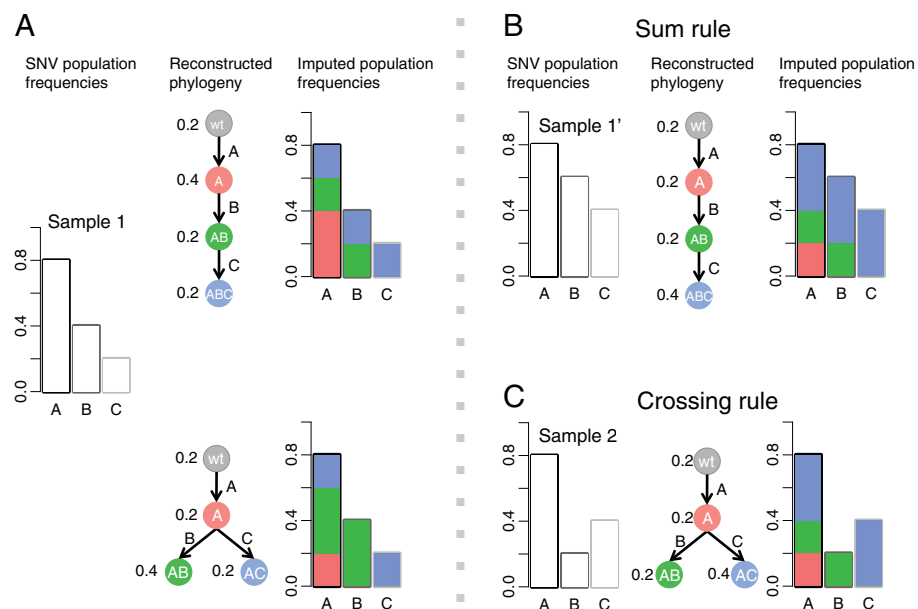 A
SNV population
frequencies
Reconstructed
phylogeny
Imputed population
frequencies
Sample 1
0.8
0.4
0.0
A B C
0.2 wt
A
0.4 A
B
0.2 AB
C
0.2 ABC
0.8
0.4
0.0
A B C
0.2 wt
A
0.2 A
B C
0.4 AB 0.2 AC
0.8
0.4
0.0
A B C
B
Sum rule
SNV population
frequencies
Reconstructed
phylogeny
Imputed population
frequencies
Sample 1'
0.8
0.4
0.0
A B C
0.2 wt
A
0.2 A
B
0.2 AB
C
0.4 ABC
0.8
0.4
0.0
A B C
C
Crossing rule
Sample 2
0.8
0.4
0.0
A B C
0.2 wt
A
0.2 A
B C
0.2 AB 0.4 AC
0.8
0.4
0.0
A B C